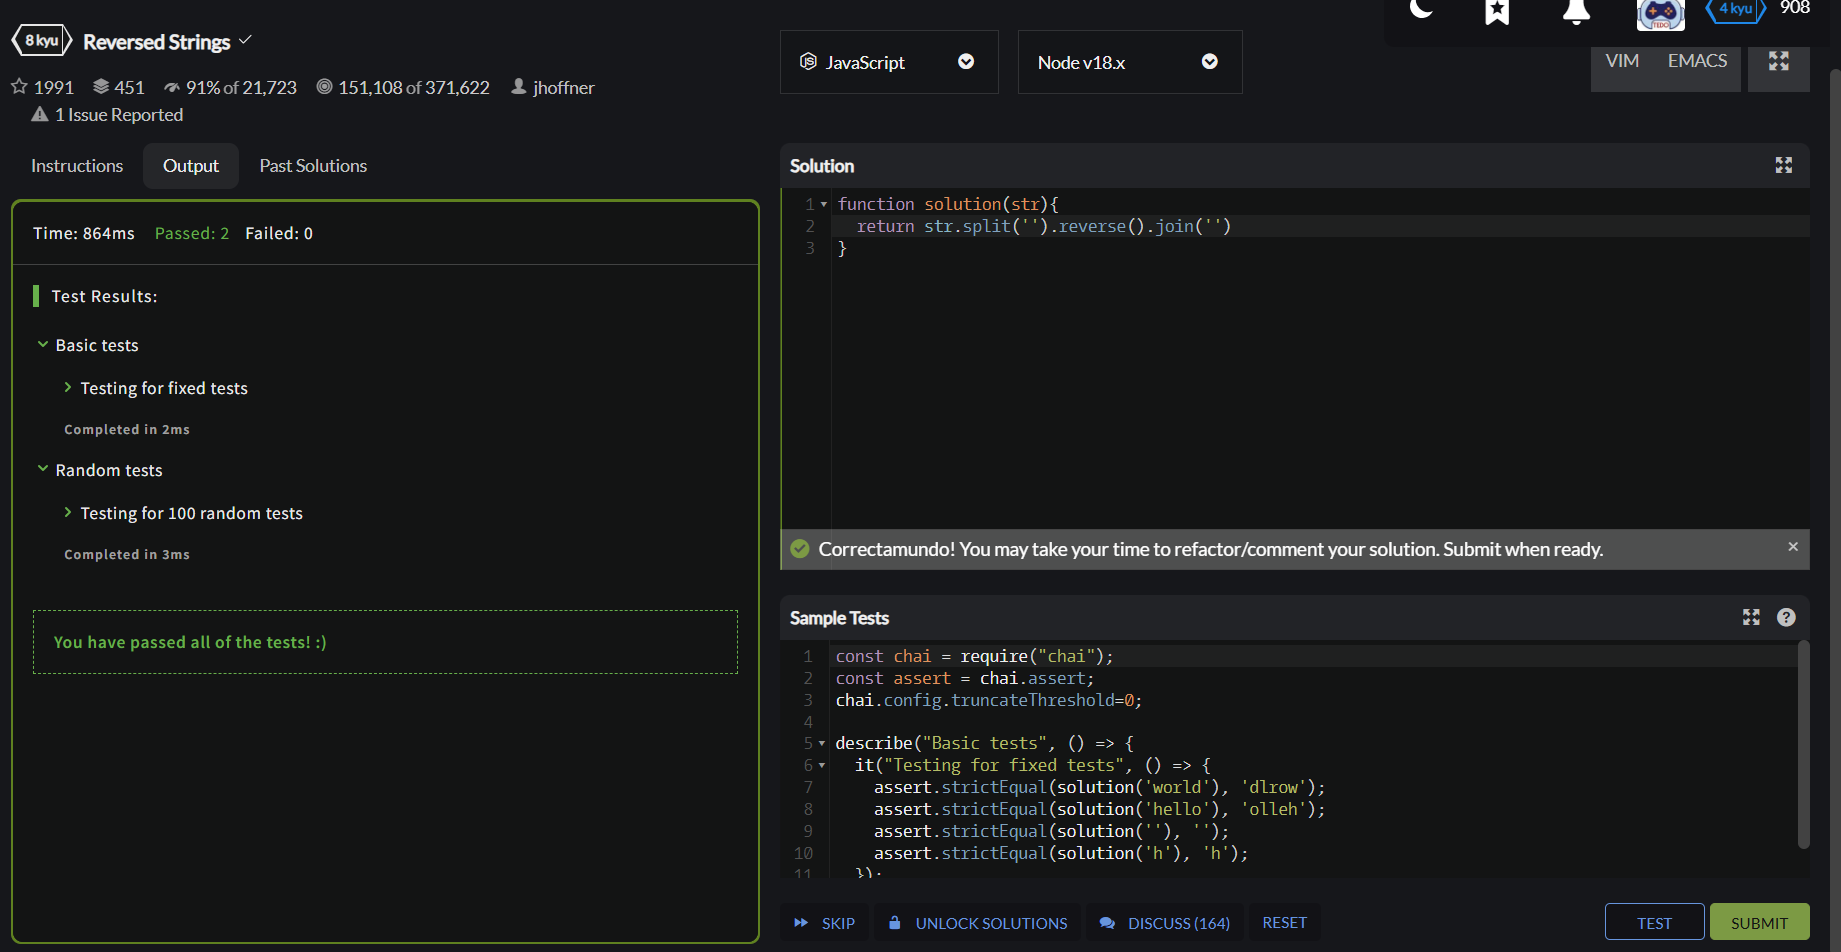 8 kyu Reversed Strings
1991 451 91% of 21,723 151,108 of 371,622 jhoffner
1 Issue Reported
Instructions Output Past Solutions
Time: 864ms Passed: 2 Failed: 0
Test Results:
Basic tests
Testing for fixed tests
Completed in 2ms
Random tests
Testing for 100 random tests
Completed in 3ms
You have passed all of the tests! :)
TEDO
4 kyu 908
JavaScript Node v18.x VIM EMACS
Solution
1 function solution(str){
2 return str.split('').reverse().join('')
3 }
Correctamundo! You may take your time to refactor/comment your solution. Submit when ready.
Sample Tests
1 const chai = require("chai");
2 const assert = chai.assert;
3 chai.config.truncateThreshold=0;
4
5 describe("Basic tests", () => {
6 it("Testing for fixed tests", () => {
7 assert.strictEqual(solution('world'), 'dlrow');
8 assert.strictEqual(solution('hello'), 'olleh');
9 assert.strictEqual(solution(''), '');
10 assert.strictEqual(solution('h'), 'h');
11 });
SKIP UNLOCK SOLUTIONS DISCUSS (164) RESET TEST SUBMIT